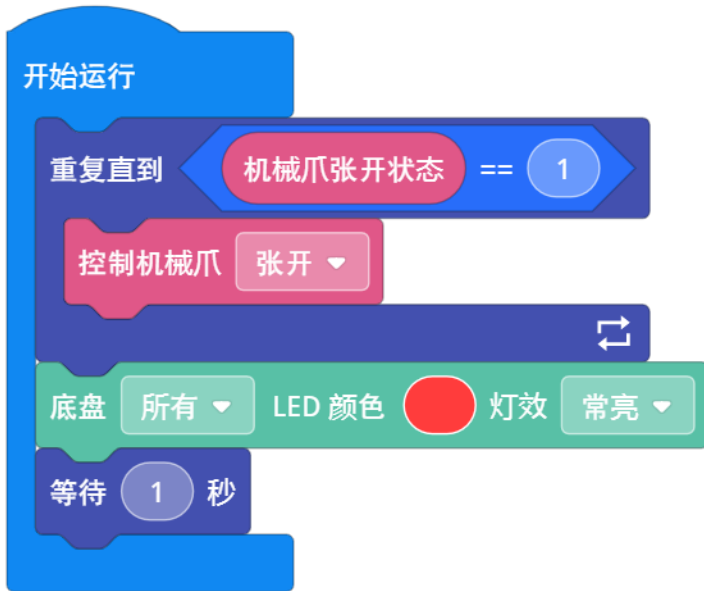 开始运行
重复直到 机械爪张开状态 == 1
控制机械爪 张开
底盘 所有 LED 颜色 灯效 常亮
等待 1 秒